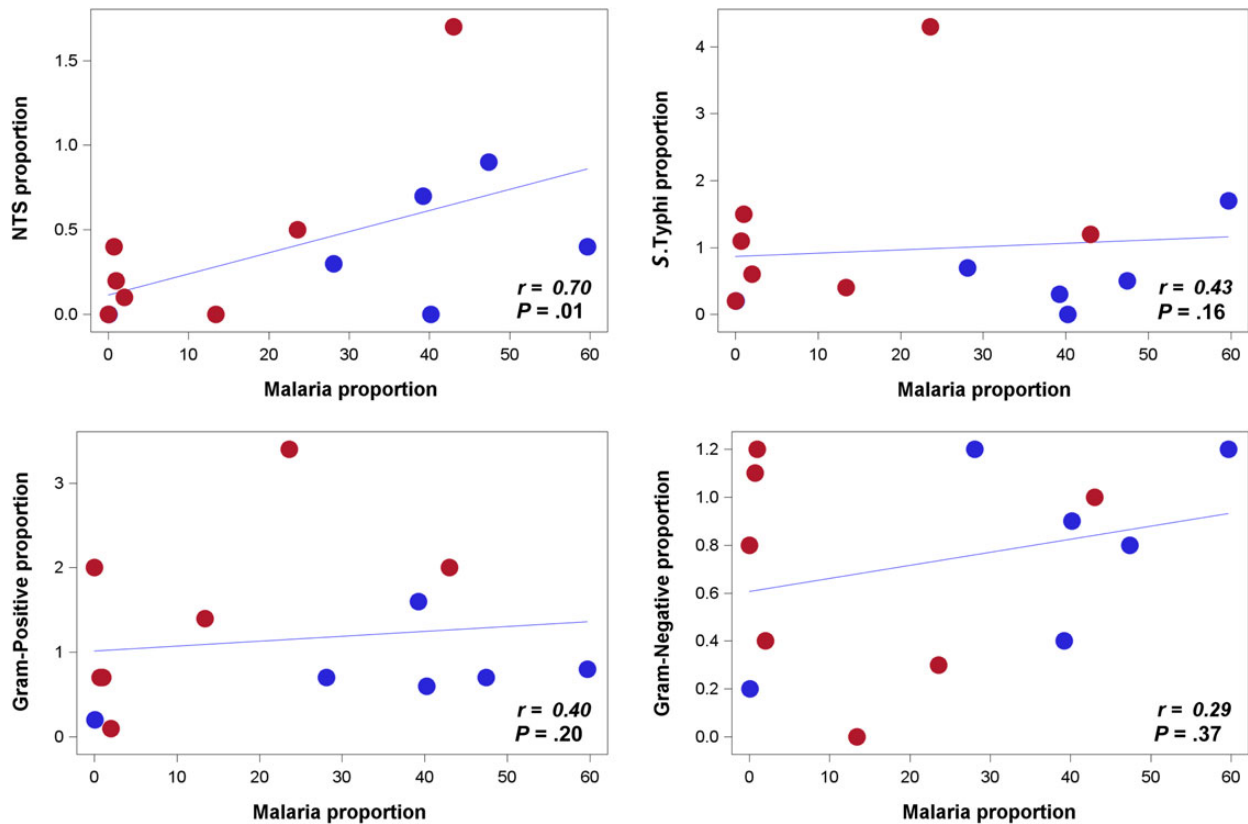 NTS proportion
1.5
1.0
0.5
0.0
r = 0.70
P = .01
0 10 20 30 40 50 60
Malaria proportion
S.Typhi proportion
4
3
2
1
0
r = 0.43
P = .16
0 10 20 30 40 50 60
Malaria proportion
Gram-Positive proportion
3
2
1
0
r = 0.40
P = .20
0 10 20 30 40 50 60
Malaria proportion
Gram-Negative proportion
1.2
1.0
0.8
0.6
0.4
0.2
0.0
r = 0.29
P = .37
0 10 20 30 40 50 60
Malaria proportion